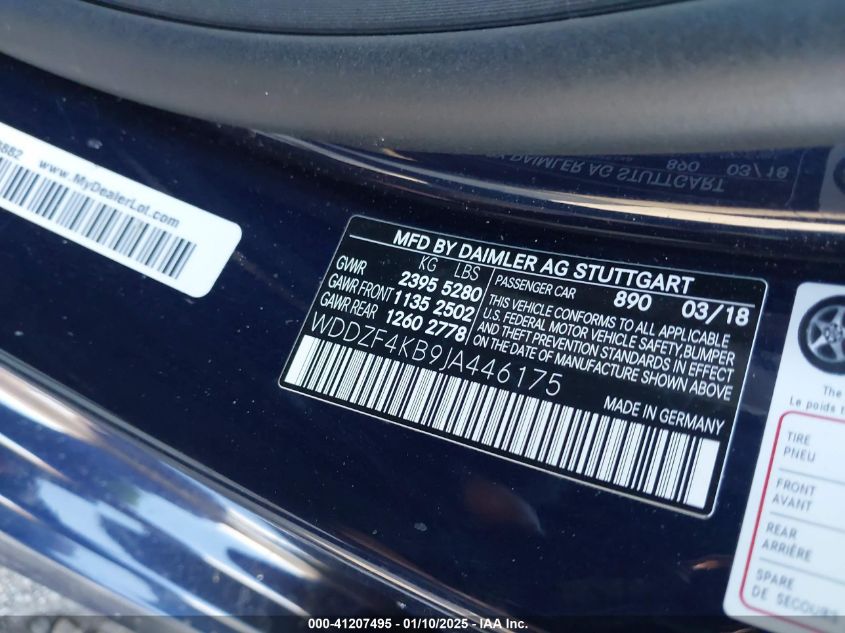 8882
www.MyDealerLot.com
MFD BY DAIMLER AG STUTTGART
KG LBS
GVWR 2395 5280
GAWR FRONT 1135 2502
GAWR REAR 1260 2778
PASSENGER CAR 890 03/18
THIS VEHICLE CONFORMS TO ALL APPLICABLE
U.S. FEDERAL MOTOR VEHICLE SAFETY, BUMPER
AND THEFT PREVENTION STANDARDS IN EFFECT
ON THE DATE OF MANUFACTURE SHOWN ABOVE
WDDZF4KB9JA446175
MADE IN GERMANY
The
Le poids
TIRE
PNEU
FRONT
AVANT
REAR
ARRIÈRE
SPARE
DE SECOURS
890 03/18
DAIMLER AG STUTTGART
000-41207495 - 01/10/2025 - IAA Inc.